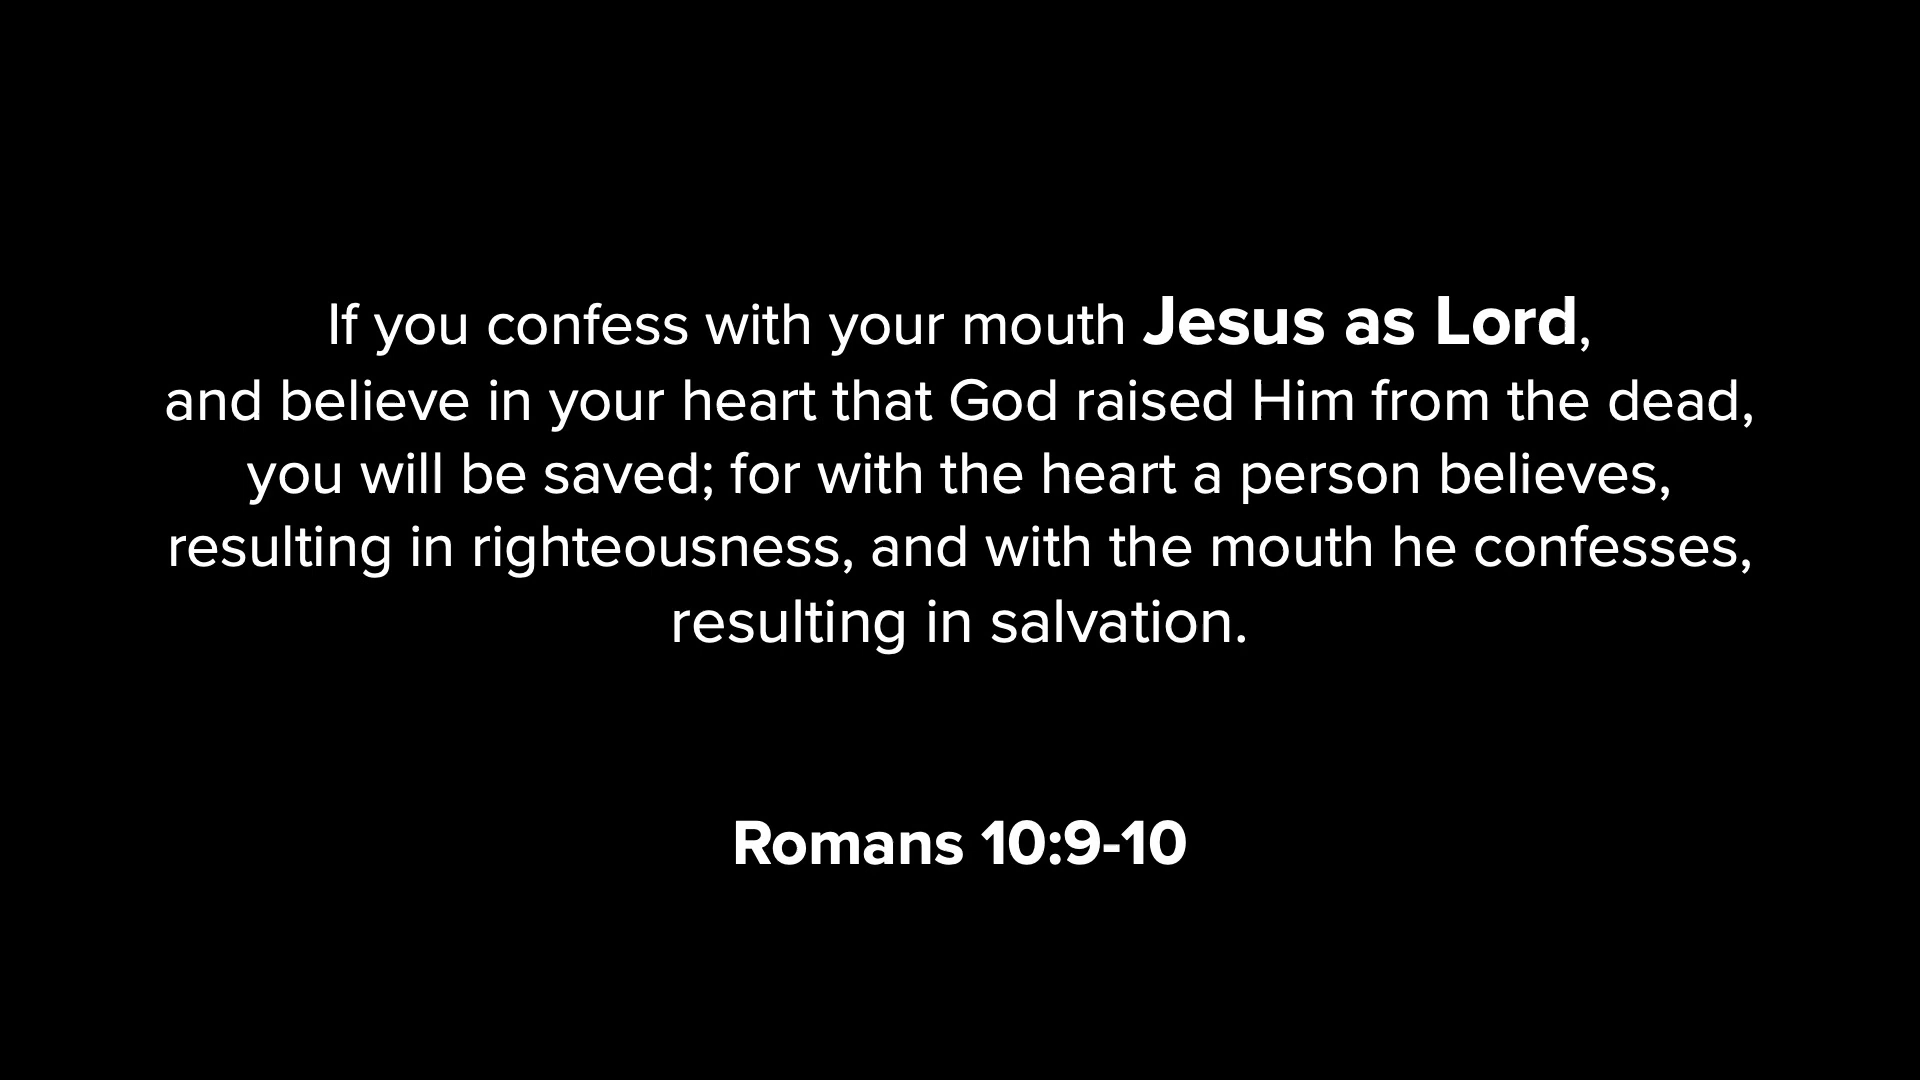 If you confess with your mouth Jesus as Lord,
and believe in your heart that God raised Him from the dead,
you will be saved; for with the heart a person believes,
resulting in righteousness, and with the mouth he confesses,
resulting in salvation.
Romans 10:9-10